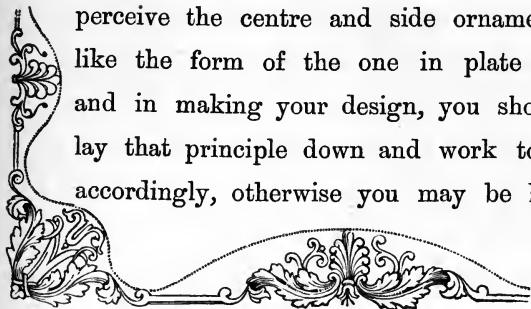 perceive the centre and side orname
like the form of the one in plate
and in making your design, you sho
lay that principle down and work to
accordingly, otherwise you may be